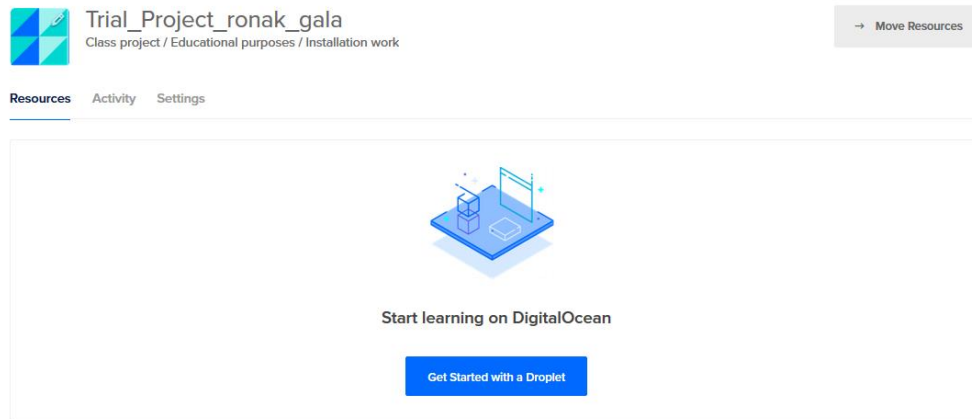 Trial_Project_ronak_gala
Class project / Educational purposes / Installation work
→ Move Resources
Resources Activity Settings
Start learning on DigitalOcean
Get Started with a Droplet